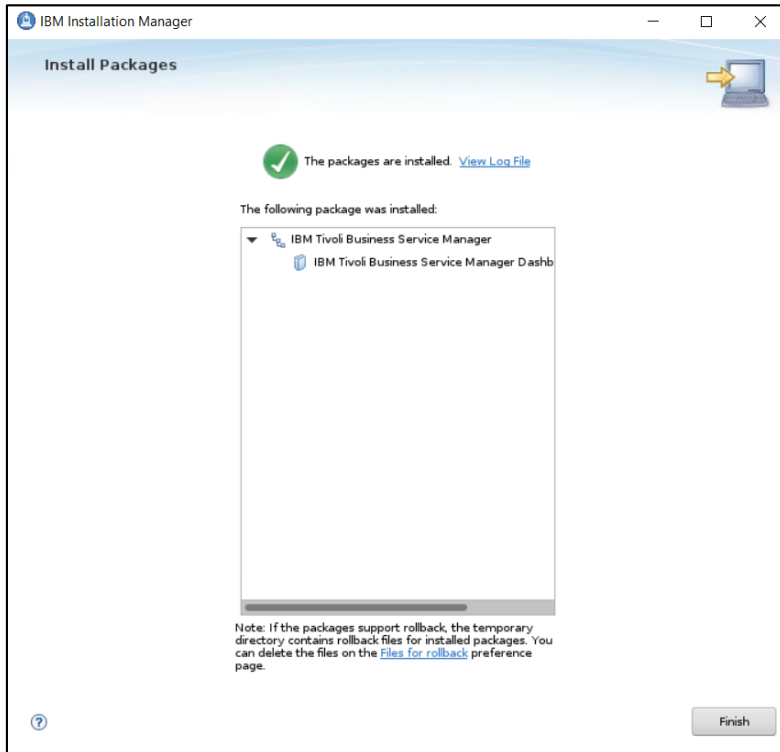 IBM Installation Manager
Install Packages
The packages are installed. View Log File
The following package was installed:
IBM Tivoli Business Service Manager
IBM Tivoli Business Service Manager Dashb
Note: If the packages support rollback, the temporary
directory contains rollback files for installed packages. You
can delete the files on the Files for rollback preference
page.
?
Finish